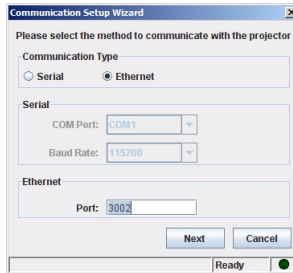 Communication Setup Wizard
Please select the method to communicate with the projector
Communication Type
Serial Ethernet
Serial
COM Port: COM1
Baud Rate: 115200
Ethernet
Port: 3002
Next Cancel
Ready